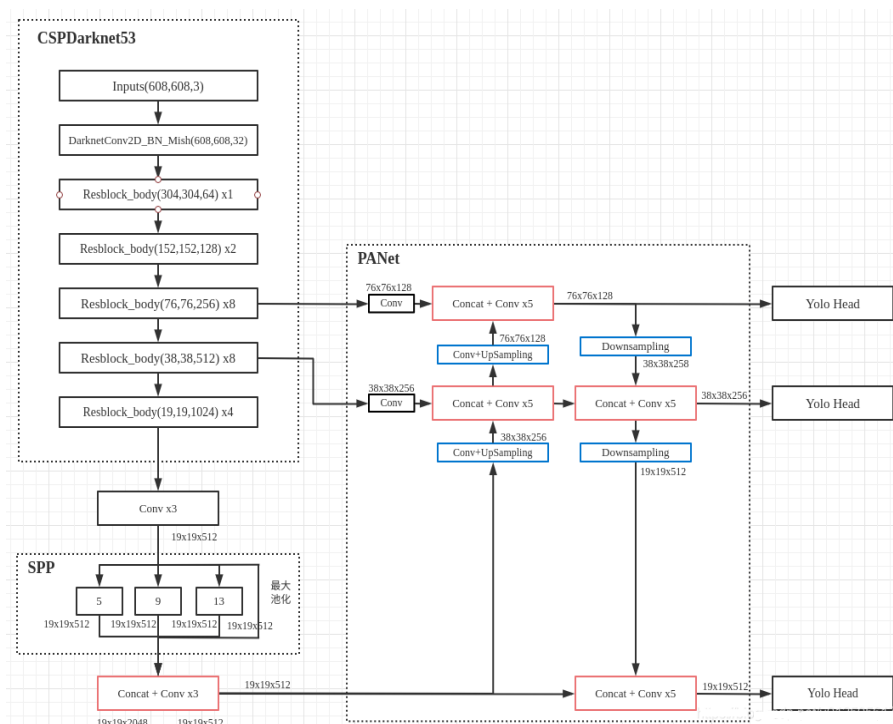 CSPDarknet53
Inputs(608,608,3)
DarknetConv2D_BN_Mish(608,608,32)
Resblock_body(304,304,64) x1
Resblock_body(152,152,128) x2
Resblock_body(76,76,256) x8
Resblock_body(38,38,512) x8
Resblock_body(19,19,1024) x4
Conv x3
19x19x512
SPP
5
9
13
最大
池化
19x19x512
19x19x512
19x19x512
19x19x512
Concat + Conv x3
19x19x2048
19x19x512
19x19x512
PANet
76x76x128
Conv
Concat + Conv x5
76x76x128
Yolo Head
76x76x128
Conv+UpSampling
Downsampling
38x38x258
38x38x256
Conv
Concat + Conv x5
Concat + Conv x5
38x38x256
Yolo Head
38x38x256
Conv+UpSampling
Downsampling
19x19x512
Concat + Conv x5
19x19x512
Yolo Head